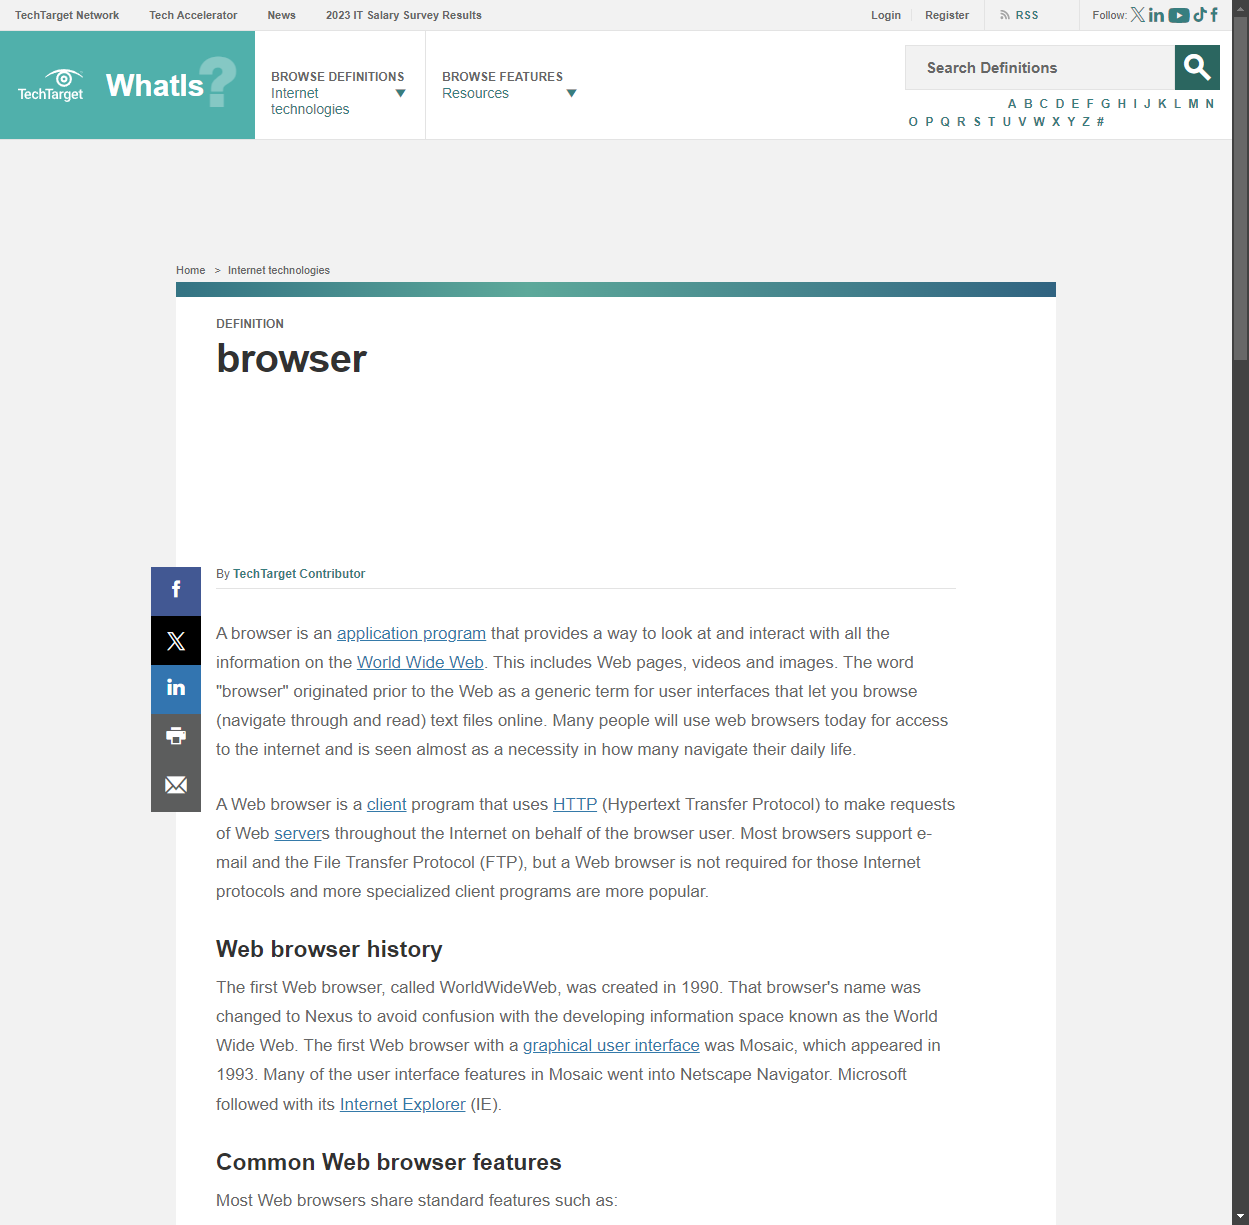 TechTarget Network Tech Accelerator News 2023 IT Salary Survey Results Login Register RSS Follow:
TechTarget WhatIs?
BROWSE DEFINITIONS
Internet
technologies
BROWSE FEATURES
Resources
Search Definitions
A B C D E F G H I J K L M N
O P Q R S T U V W X Y Z #
Home > Internet technologies
DEFINITION
browser
By TechTarget Contributor
A browser is an application program that provides a way to look at and interact with all the
information on the World Wide Web. This includes Web pages, videos and images. The word
"browser" originated prior to the Web as a generic term for user interfaces that let you browse
(navigate through and read) text files online. Many people will use web browsers today for access
to the internet and is seen almost as a necessity in how many navigate their daily life.
A Web browser is a client program that uses HTTP (Hypertext Transfer Protocol) to make requests
of Web servers throughout the Internet on behalf of the browser user. Most browsers support e-
mail and the File Transfer Protocol (FTP), but a Web browser is not required for those Internet
protocols and more specialized client programs are more popular.
Web browser history
The first Web browser, called WorldWideWeb, was created in 1990. That browser's name was
changed to Nexus to avoid confusion with the developing information space known as the World
Wide Web. The first Web browser with a graphical user interface was Mosaic, which appeared in
1993. Many of the user interface features in Mosaic went into Netscape Navigator. Microsoft
followed with its Internet Explorer (IE).
Common Web browser features
Most Web browsers share standard features such as: